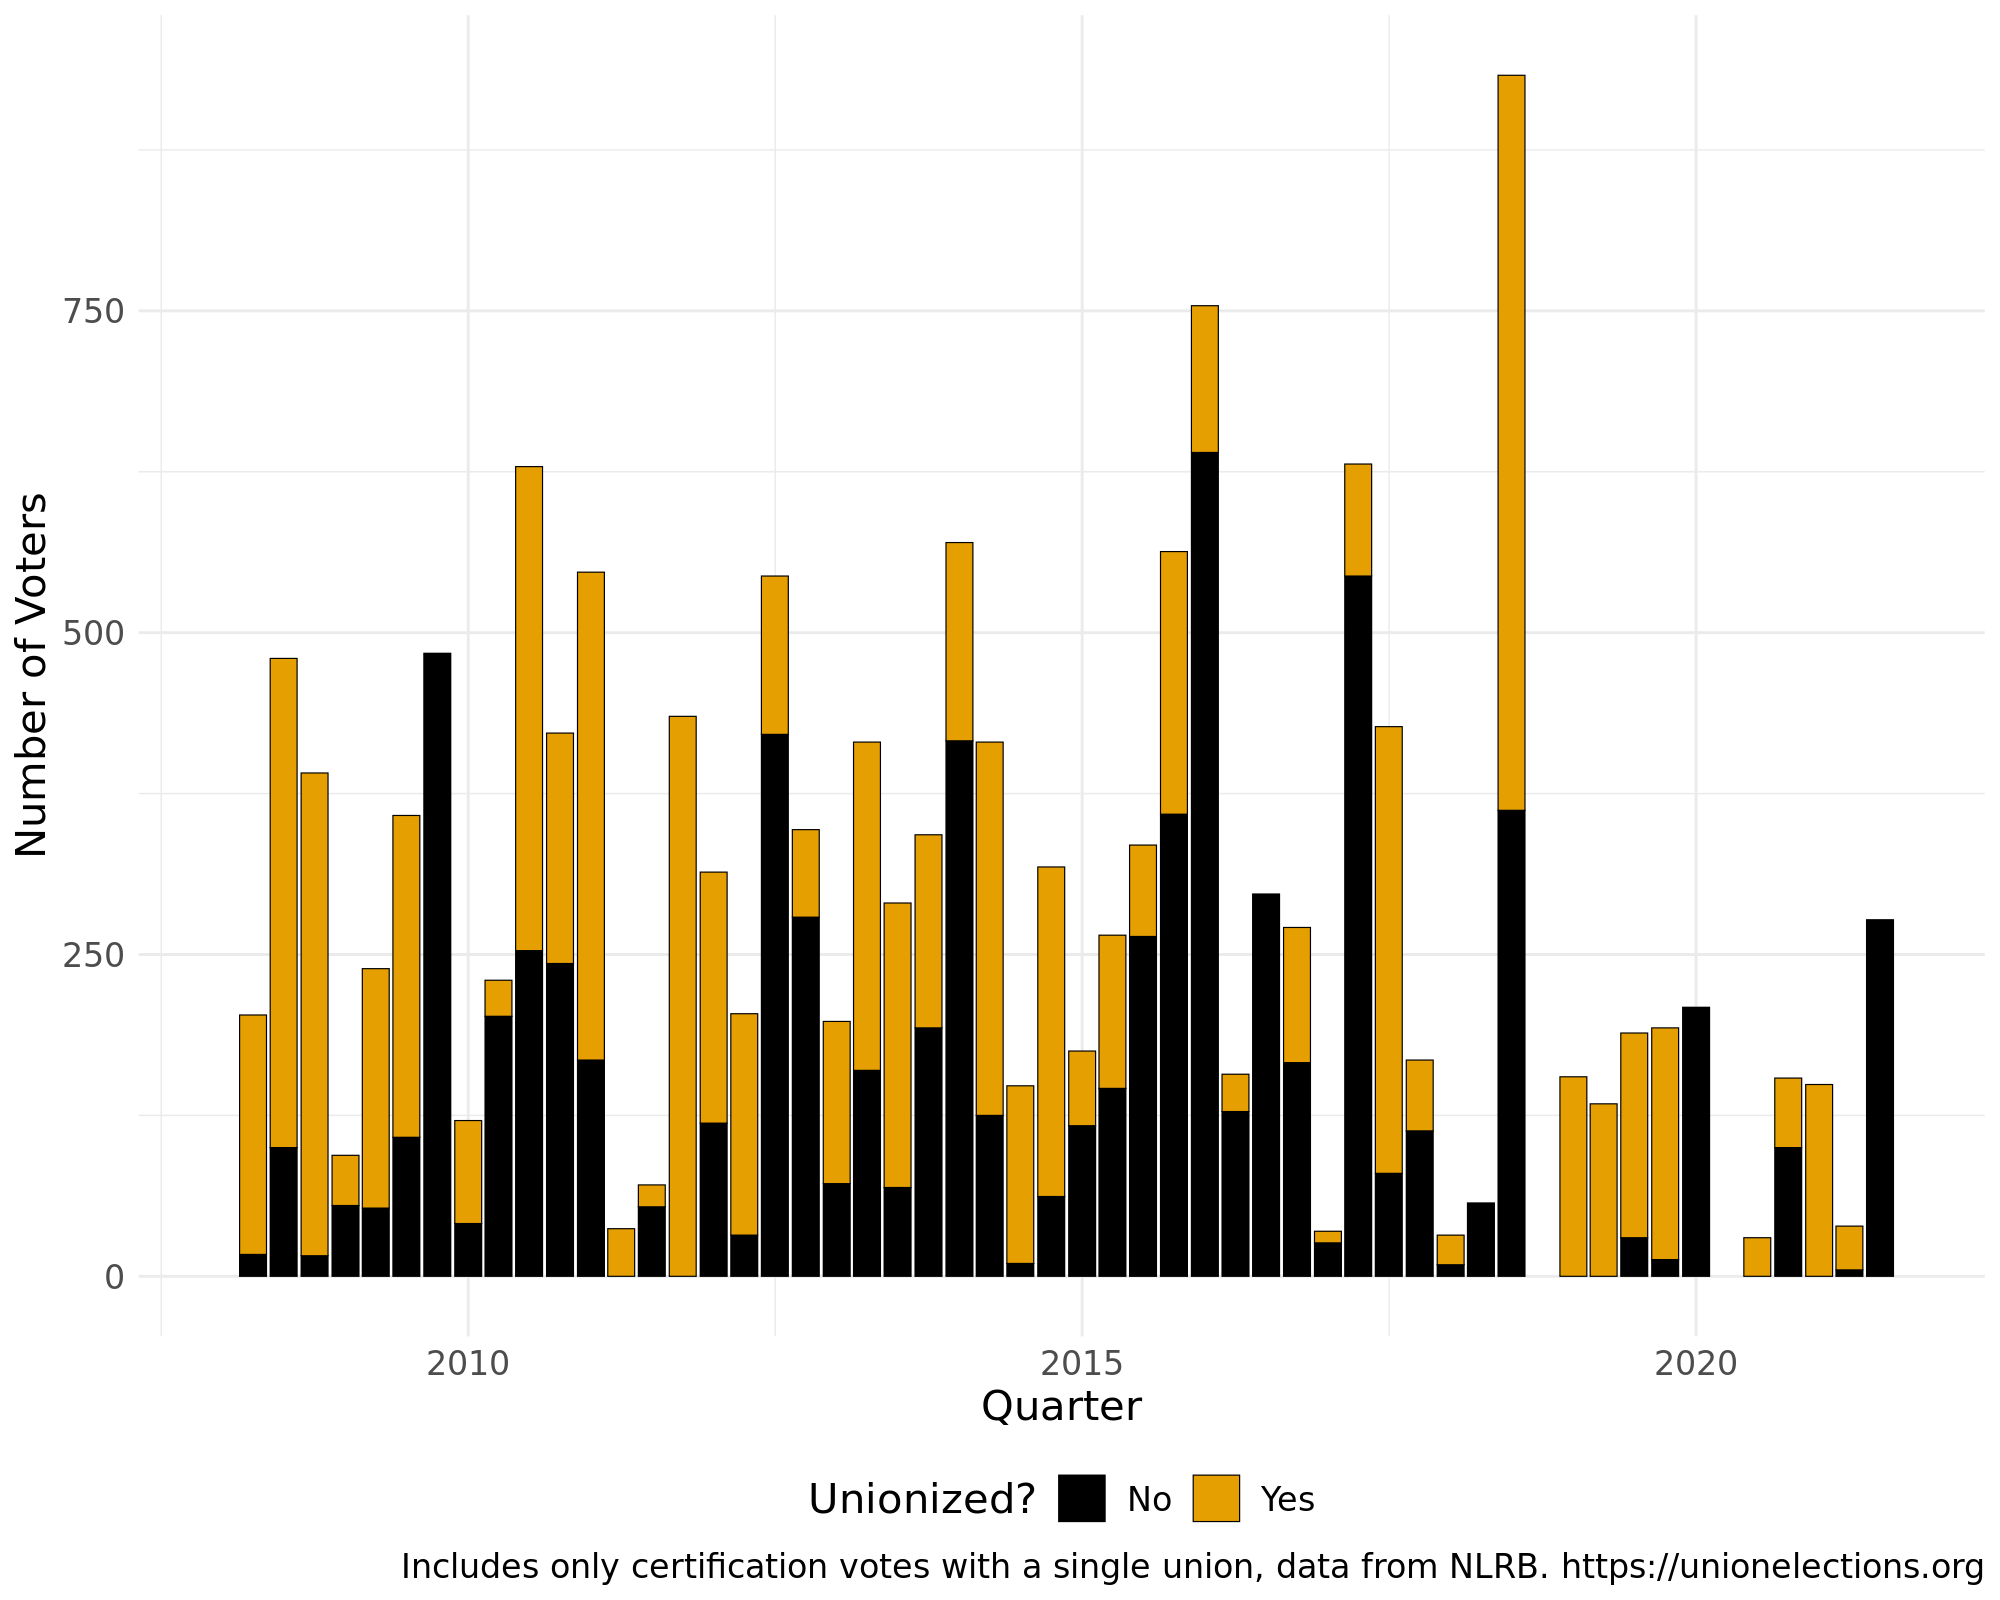 Number of Voters
750
500
250
0
2010 2015 2020
Quarter
Unionized? No Yes
Includes only certification votes with a single union, data from NLRB. https://unionelections.org